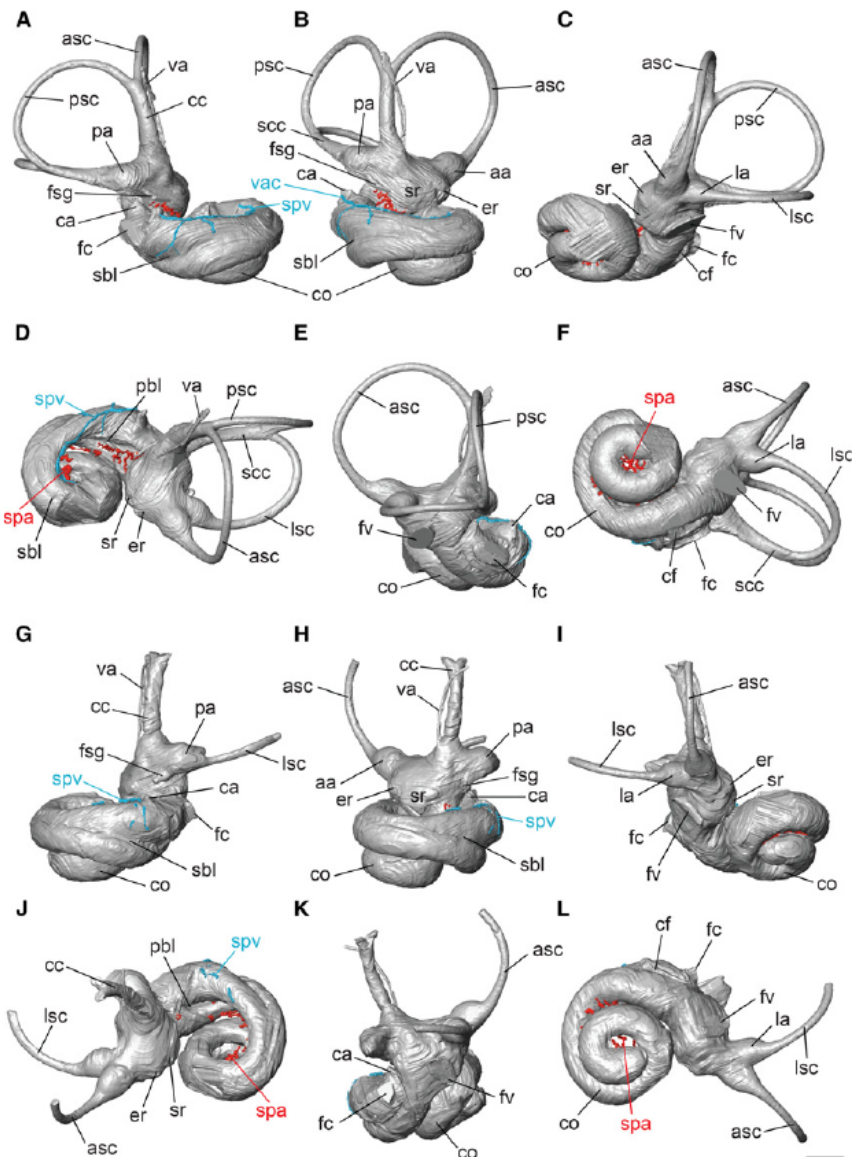 A
B
C
asc
va
psc
cc
pa
fsg
ca
fc
sbl
psc
va
asc
scc
pa
fsg
ca
vac
spv
aa
sr
er
sbl
co
asc
psc
aa
er
la
sr
lsc
fv
fc
cf
co
D
E
F
spv
pbl
va
psc
scc
spa
sbl
sr
er
lsc
asc
asc
psc
ca
fv
co
fc
spa
asc
la
lsc
co
fv
cf
fc
scc
G
H
I
va
cc
pa
fsg
lsc
spv
ca
fc
sbl
co
cc
asc
va
pa
aa
fsg
er
sr
ca
spv
co
sbl
asc
lsc
er
la
sr
fc
fv
co
J
K
L
spv
pbl
cc
lsc
er
sr
spa
asc
asc
ca
fc
fv
co
cf
fc
fv
la
lsc
co
spa
asc